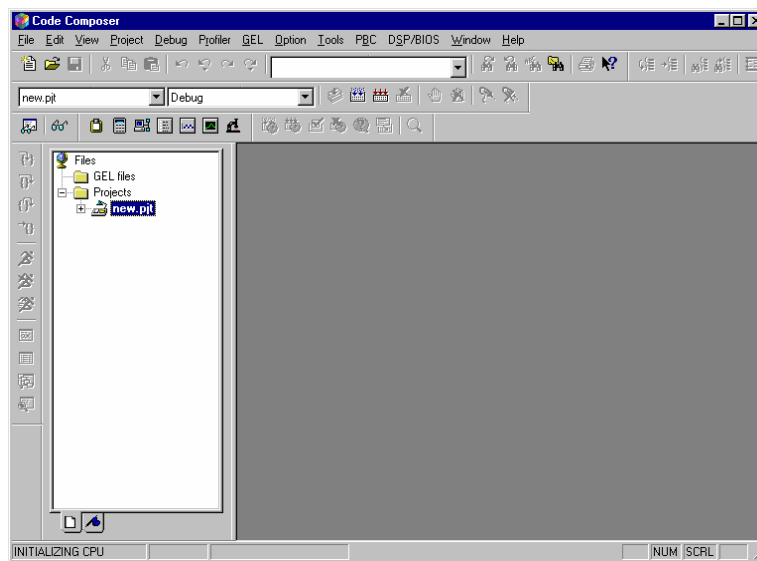 Code Composer
File Edit View Project Debug Profiler GEL Option Tools PBC DSP/BIOS Window Help
new.pjt Debug
Files
GEL files
Projects
new.pjt
INITIALIZING CPU NUM SCRL